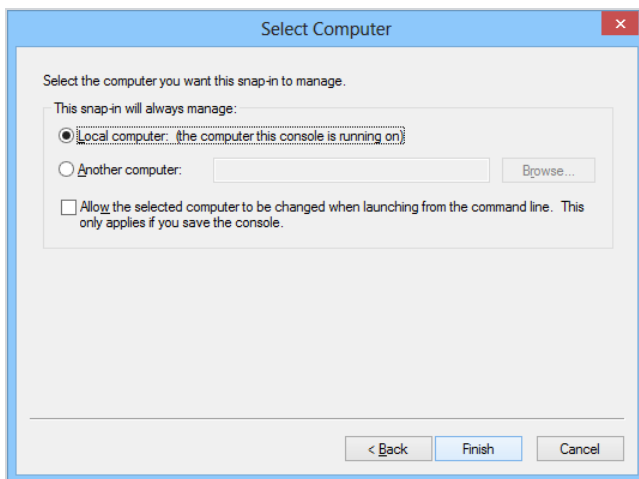 Select Computer
Select the computer you want this snap-in to manage.
This snap-in will always manage:
Local computer: (the computer this console is running on)
Another computer:
Browse...
Allow the selected computer to be changed when launching from the command line. This
only applies if you save the console.
< Back
Finish
Cancel